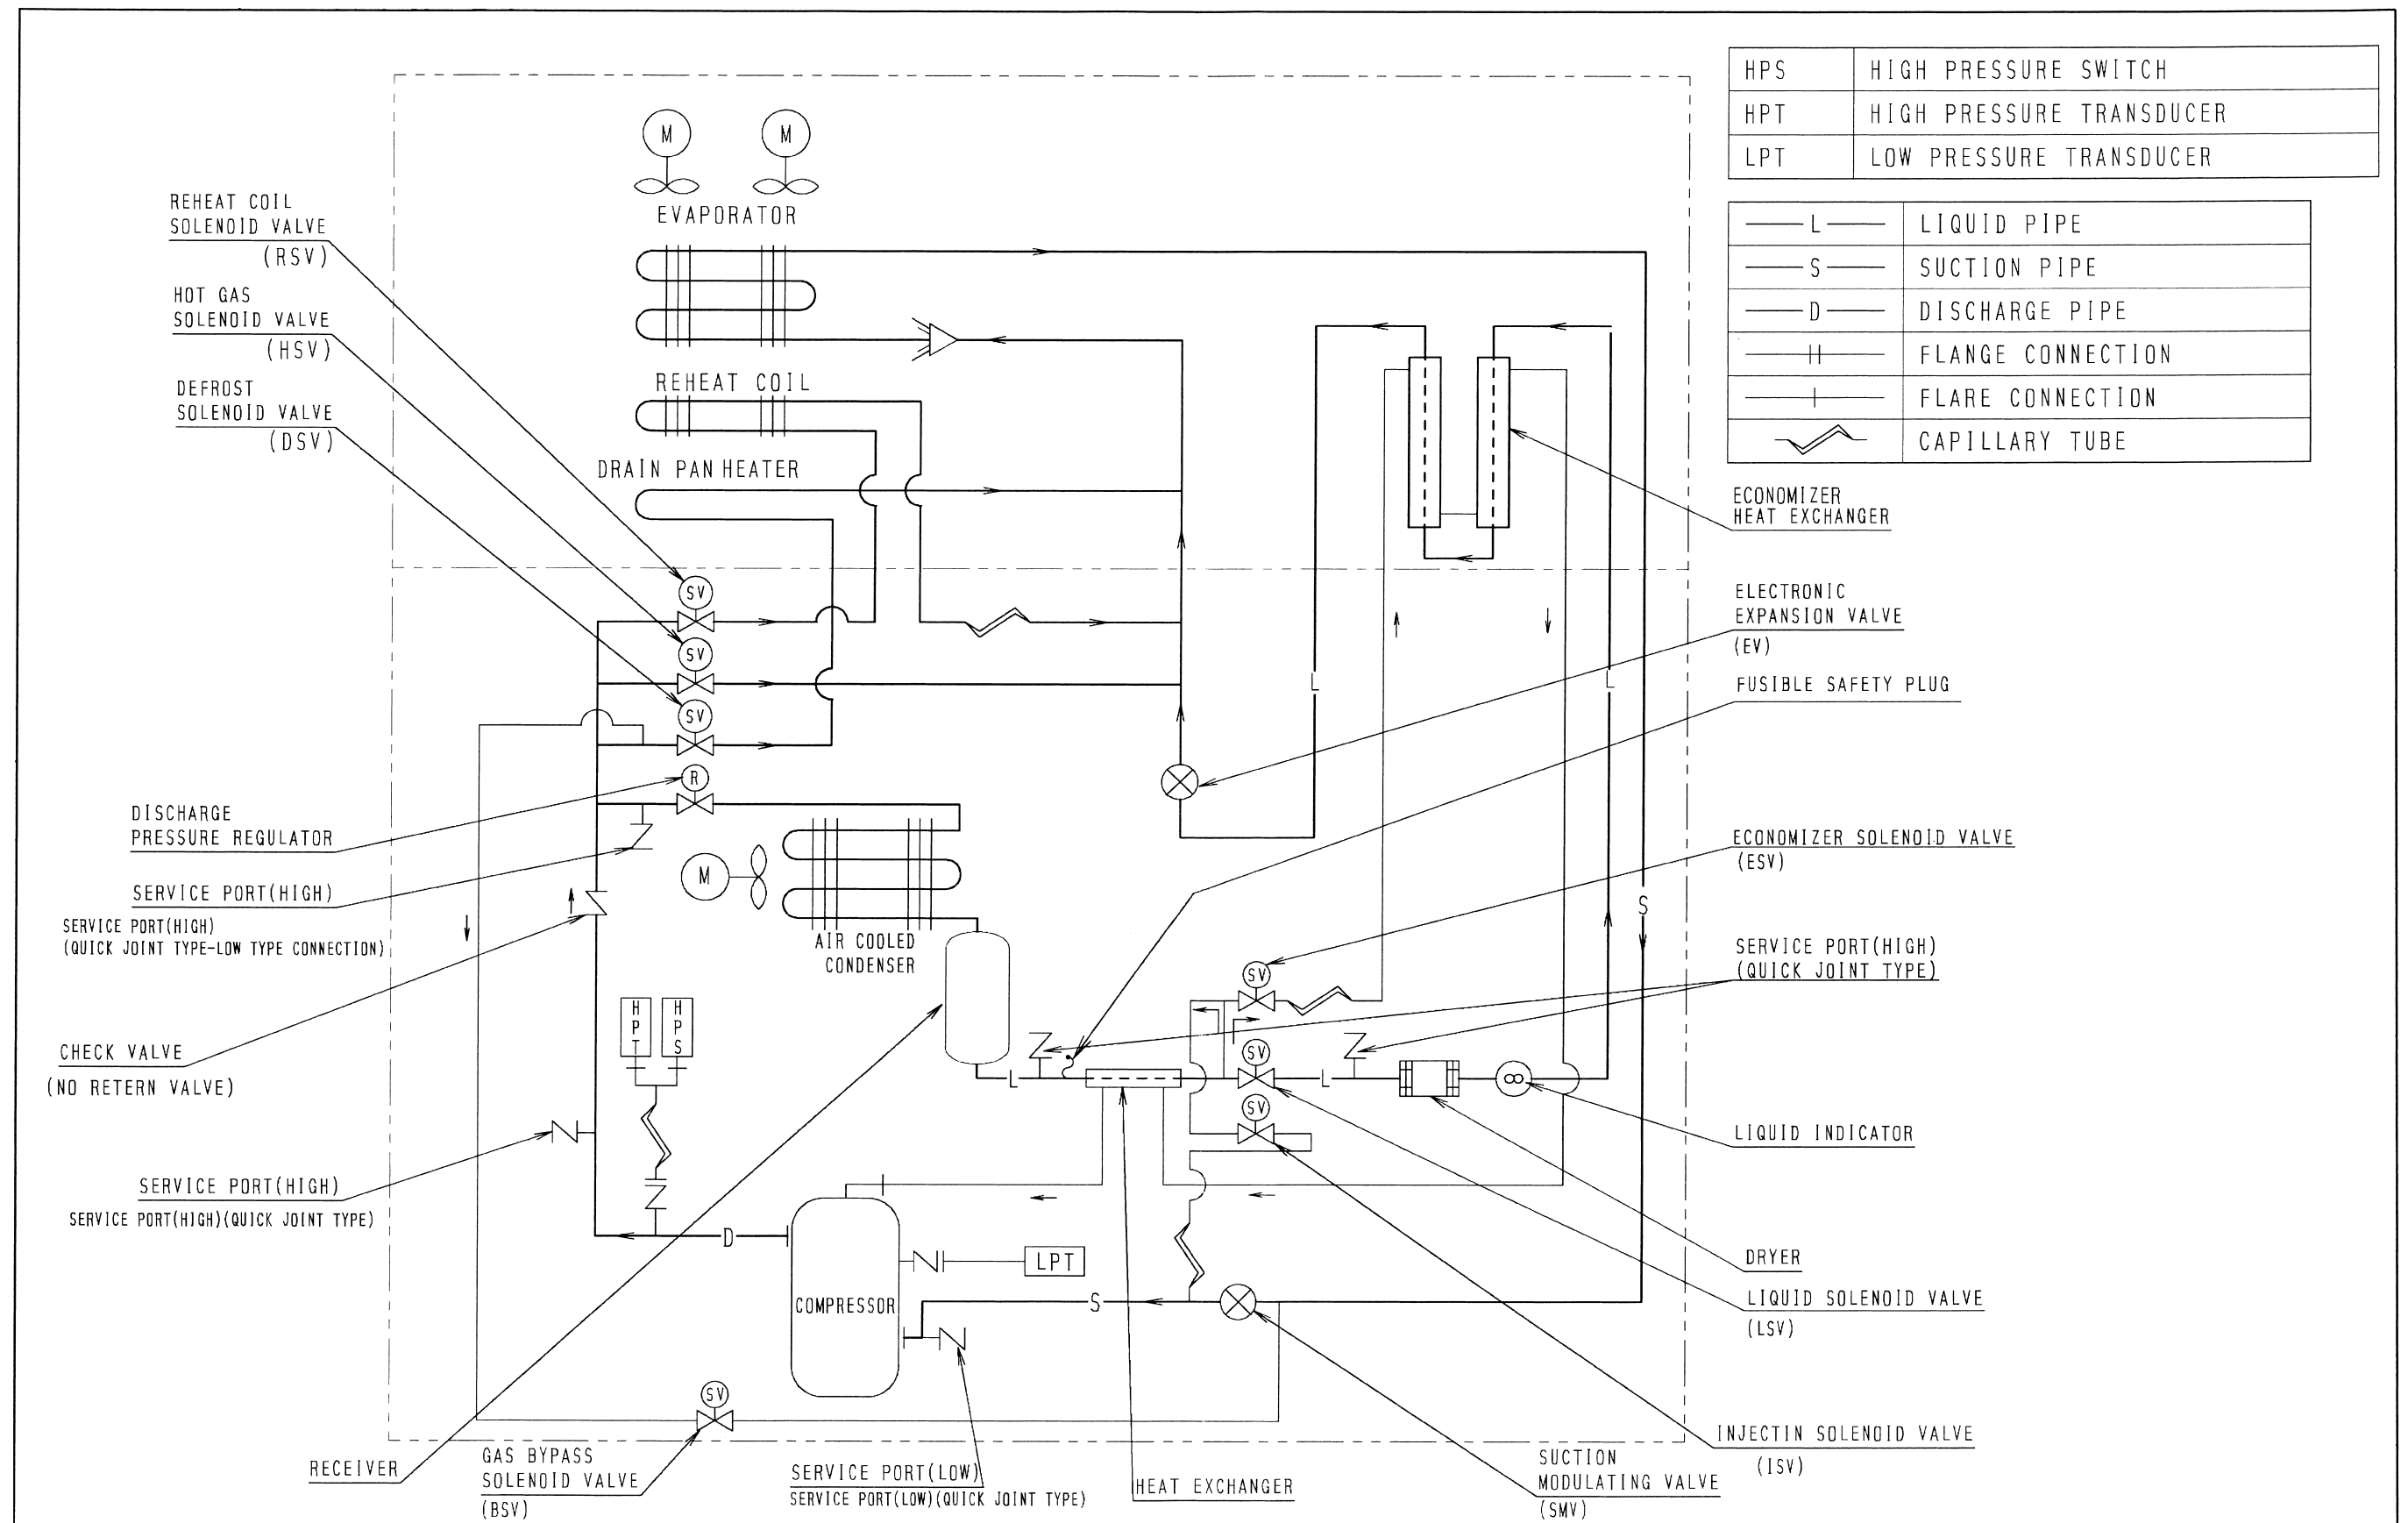 HPS HIGH PRESSURE SWITCH
HPT HIGH PRESSURE TRANSDUCER
LPT LOW PRESSURE TRANSDUCER
L LIQUID PIPE
S SUCTION PIPE
D DISCHARGE PIPE
FLANGE CONNECTION
FLARE CONNECTION
CAPILLARY TUBE
M
M
EVAPORATOR
REHEAT COIL
SOLENOID VALVE
(RSV)
HOT GAS
SOLENOID VALVE
(HSV)
DEFROST
SOLENOID VALVE
(DSV)
REHEAT COIL
DRAIN PAN HEATER
ECONOMIZER
HEAT EXCHANGER
SV
SV
SV
R
L
L
ELECTRONIC
EXPANSION VALVE
(EV)
FUSIBLE SAFETY PLUG
DISCHARGE
PRESSURE REGULATOR
SERVICE PORT(HIGH)
SERVICE PORT(HIGH)
(QUICK JOINT TYPE-LOW TYPE CONNECTION)
M
AIR COOLED
CONDENSER
S
ECONOMIZER SOLENOID VALVE
(ESV)
SERVICE PORT(HIGH)
(QUICK JOINT TYPE)
CHECK VALVE
(NO RETERN VALVE)
HPT
HPS
SV
SV
L
L
SV
LIQUID INDICATOR
SERVICE PORT(HIGH)
SERVICE PORT(HIGH)(QUICK JOINT TYPE)
D
LPT
COMPRESSOR
S
DRYER
LIQUID SOLENOID VALVE
(LSV)
SV
INJECTIN SOLENOID VALVE
(ISV)
RECEIVER
GAS BYPASS
SOLENOID VALVE
(BSV)
SERVICE PORT(LOW)
SERVICE PORT(LOW)(QUICK JOINT TYPE)
HEAT EXCHANGER
SUCTION
MODULATING VALVE
(SMV)